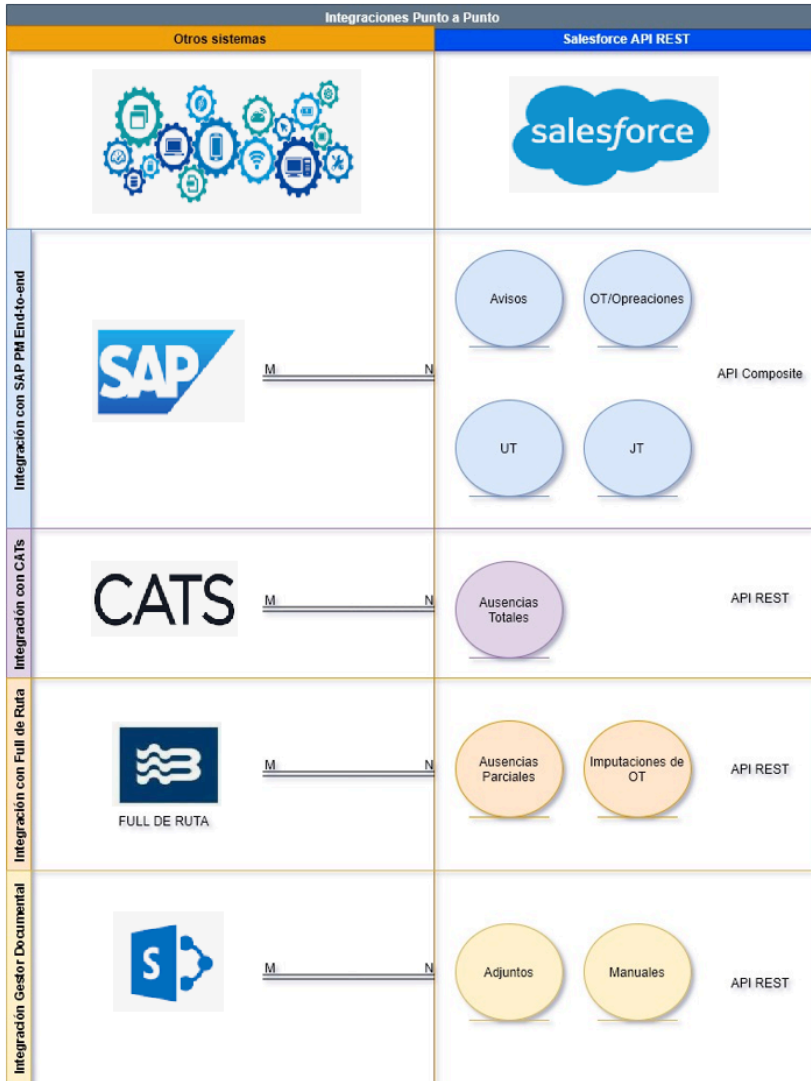 Integraciones Punto a Punto
Otros sistemas
Salesforce API REST
salesforce
Integración con SAP PM End-to-end
SAP
M
N
Avisos
OT/Opreaciones
API Composite
UT
JT
Integración con CATs
CATS
M
N
Ausencias
Totales
API REST
Integración con Full de Ruta
FULL DE RUTA
M
N
Ausencias
Parciales
Imputaciones de
OT
API REST
Integración Gestor Documental
S
M
N
Adjuntos
Manuales
API REST